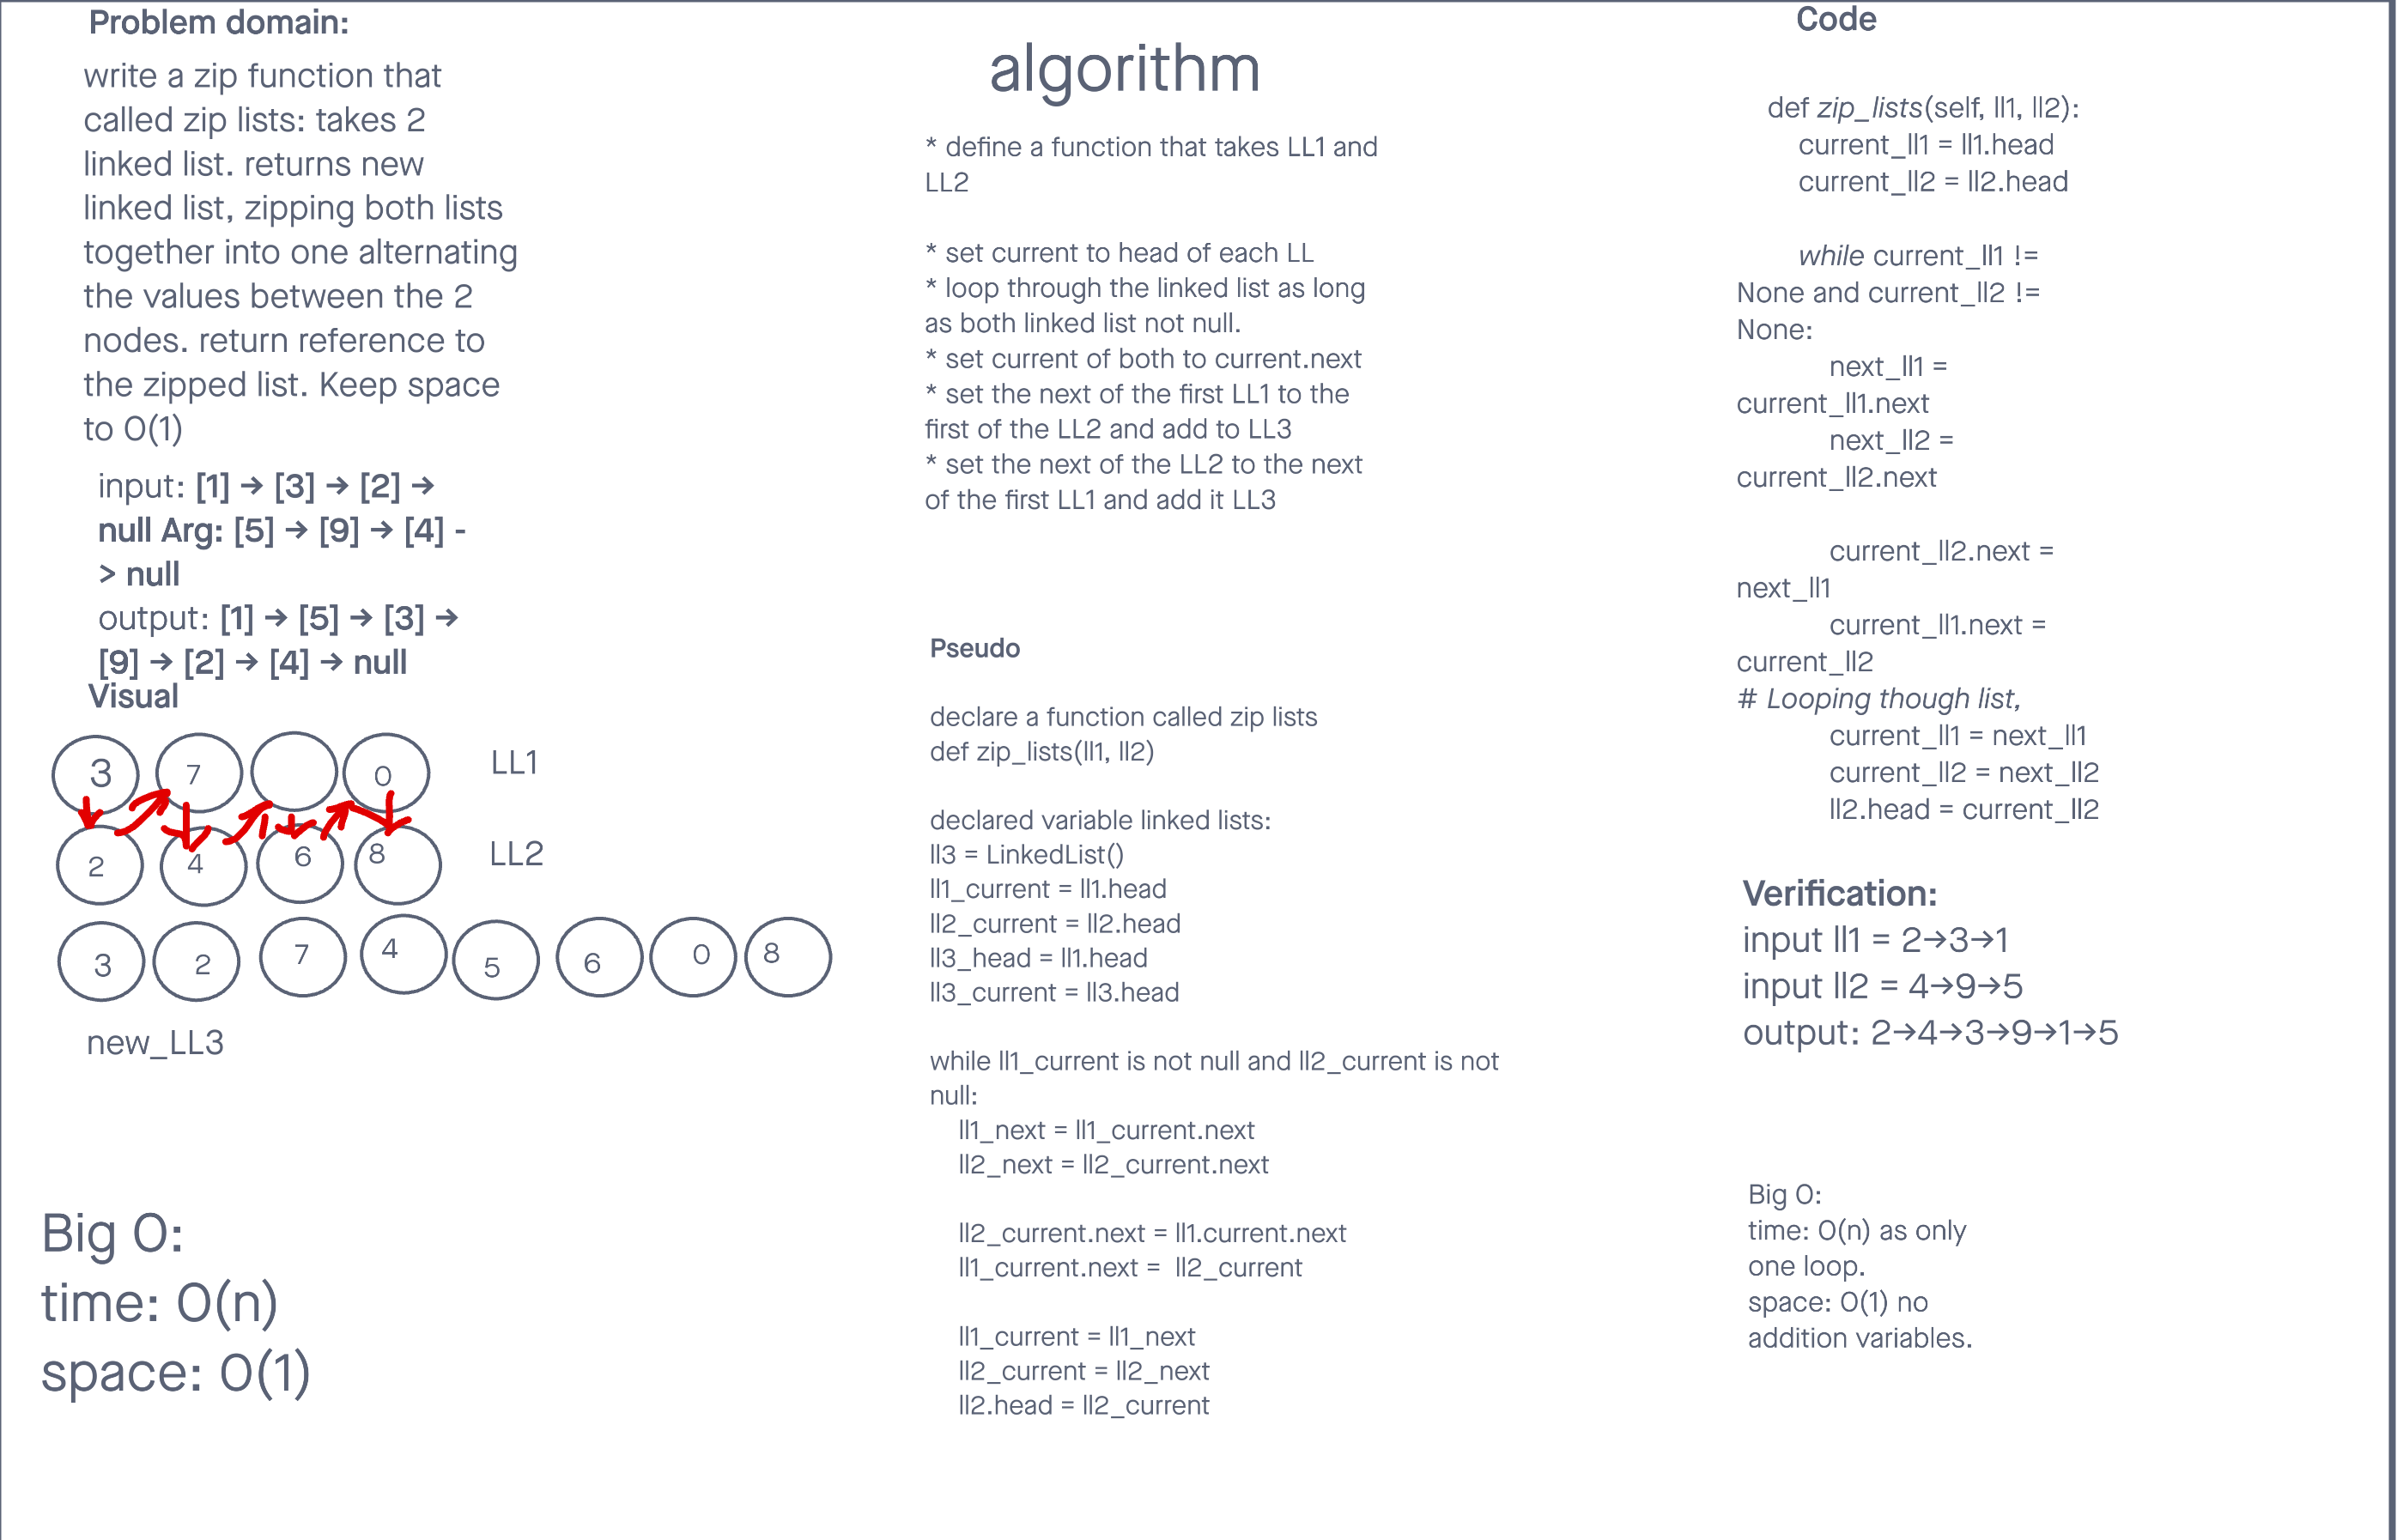 Problem domain:
write a zip function that
called zip lists: takes 2
linked list. returns new
linked list, zipping both lists
together into one alternating
the values between the 2
nodes. return reference to
the zipped list. Keep space
to O(1)
input: [1] → [3] → [2] →
null Arg: [5] → [9] → [4] -
> null
output: [1] → [5] → [3] →
[9] → [2] → [4] → null
Visual
3 7 0 LL1
2 4 6 8 LL2
3 2 7 4 5 6 0 8
new_LL3
Big O:
time: O(n)
space: O(1)
algorithm
* define a function that takes LL1 and
LL2
* set current to head of each LL
* loop through the linked list as long
as both linked list not null.
* set current of both to current.next
* set the next of the first LL1 to the
first of the LL2 and add to LL3
* set the next of the LL2 to the next
of the first LL1 and add it LL3
Pseudo
declare a function called zip lists
def zip_lists(ll1, ll2)
declared variable linked lists:
ll3 = LinkedList()
ll1_current = ll1.head
ll2_current = ll2.head
ll3_head = ll1.head
ll3_current = ll3.head
while ll1_current is not null and ll2_current is not
null:
ll1_next = ll1_current.next
ll2_next = ll2_current.next
ll2_current.next = ll1.current.next
ll1_current.next =  ll2_current
ll1_current = ll1_next
ll2_current = ll2_next
ll2.head = ll2_current
Code
def zip_lists(self, ll1, ll2):
current_ll1 = ll1.head
current_ll2 = ll2.head
while current_ll1 !=
None and current_ll2 !=
None:
next_ll1 =
current_ll1.next
next_ll2 =
current_ll2.next
current_ll2.next =
next_ll1
current_ll1.next =
current_ll2
# Looping though list,
current_ll1 = next_ll1
current_ll2 = next_ll2
ll2.head = current_ll2
Verification:
input ll1 = 2→3→1
input ll2 = 4→9→5
output: 2→4→3→9→1→5
Big O:
time: O(n) as only
one loop.
space: O(1) no
addition variables.